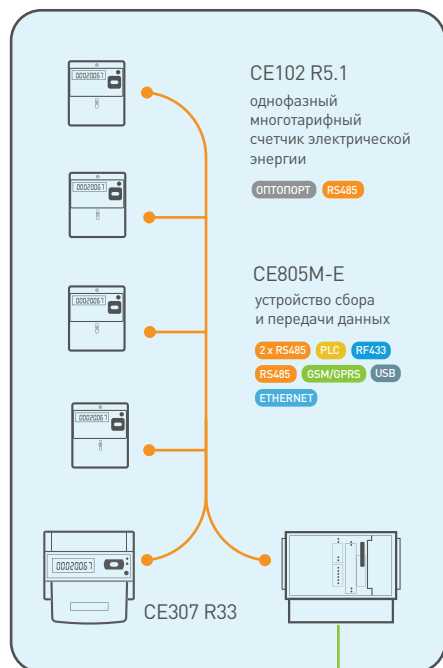 CE102 R5.1
однофазный
многотарифный
счетчик электрической
энергии
ОПТОПОРТ RS485
CE805M-E
устройство сбора
и передачи данных
2 x RS485 PLC RF433
RS485 GSM/GPRS USB
ETHERNET
00020067
00020067
00020067
00020067
00020067
CE307 R33